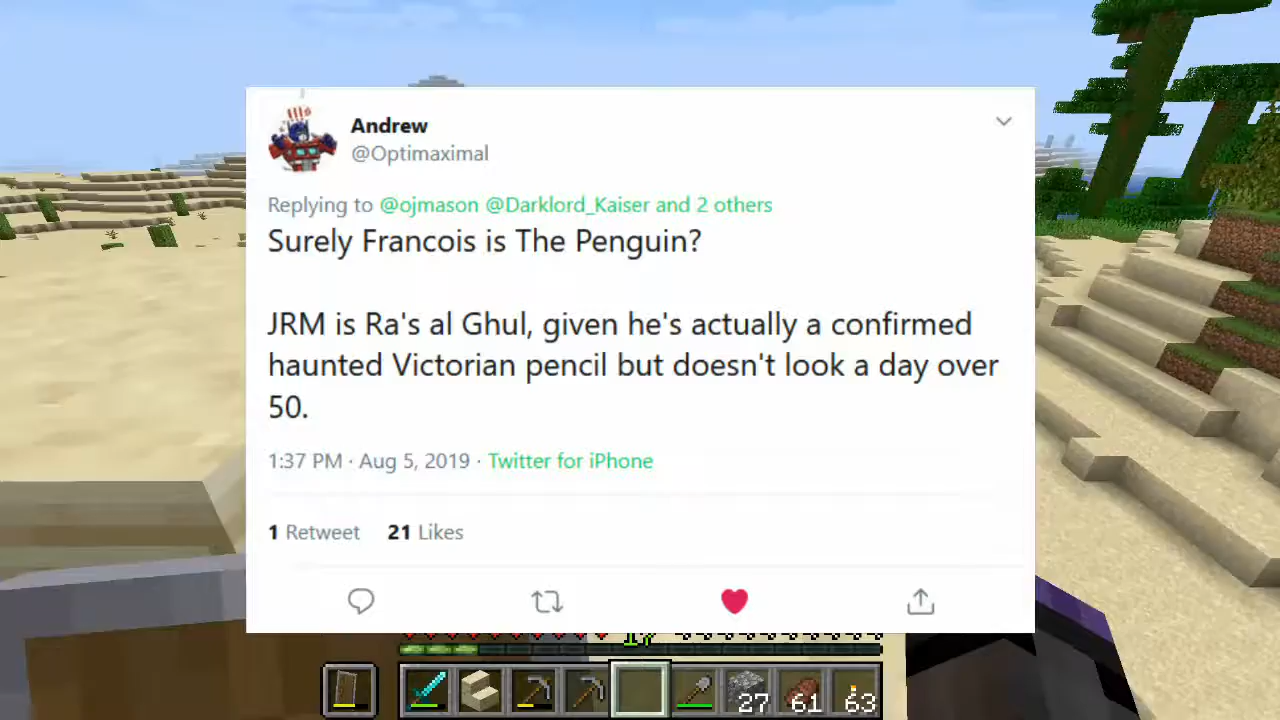 Andrew
@Optimaximal
Replying to @ojmason @Darklord_Kaiser and 2 others
Surely Francois is The Penguin?
JRM is Ra's al Ghul, given he's actually a confirmed
haunted Victorian pencil but doesn't look a day over
50.
1:37 PM · Aug 5, 2019 · Twitter for iPhone
1 Retweet 21 Likes
27 61 63